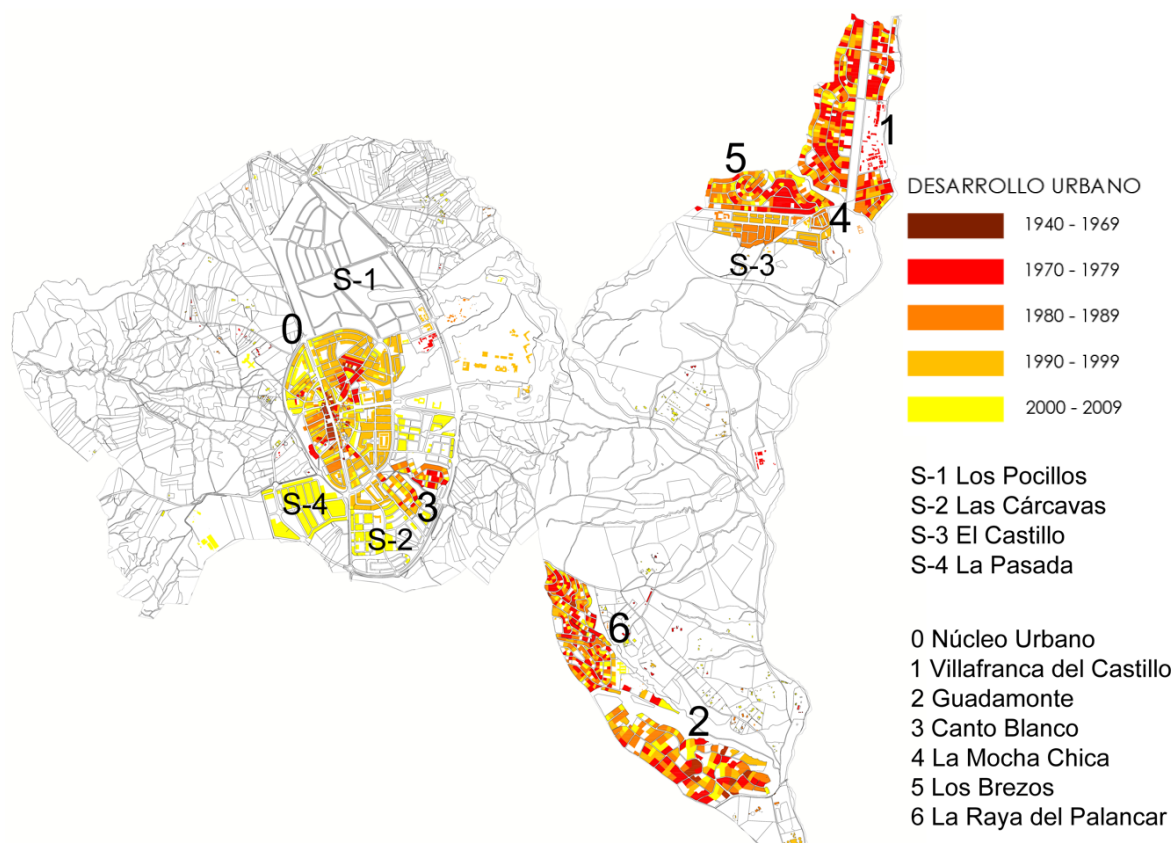 1
5
4
S-3
S-1
0
3
S-4
S-2
6
2
DESARROLLO URBANO
1940 - 1969
1970 - 1979
1980 - 1989
1990 - 1999
2000 - 2009
S-1 Los Pocillos
S-2 Las Cárcavas
S-3 El Castillo
S-4 La Pasada
0 Núcleo Urbano
1 Villafranca del Castillo
2 Guadamonte
3 Canto Blanco
4 La Mocha Chica
5 Los Brezos
6 La Raya del Palancar